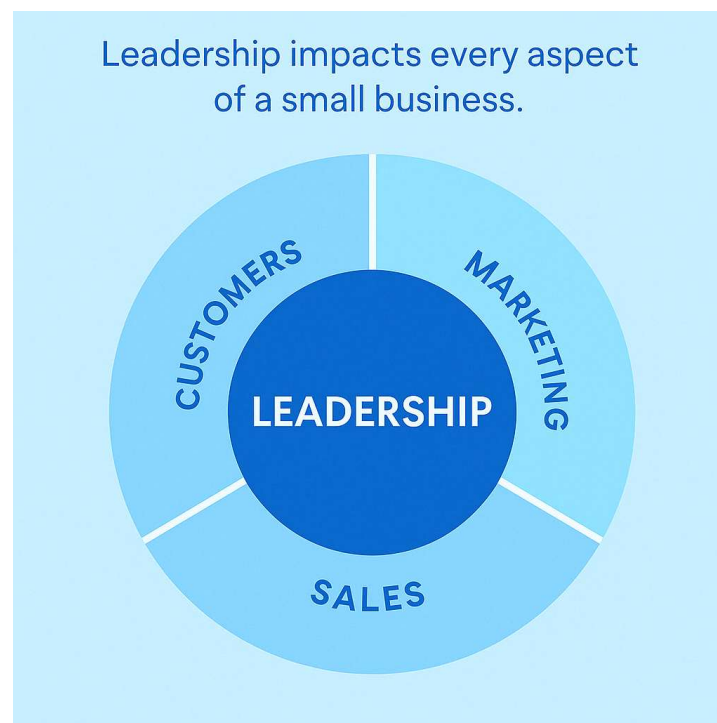 Leadership impacts every aspect
of a small business.
CUSTOMERS
MARKETING
LEADERSHIP
SALES